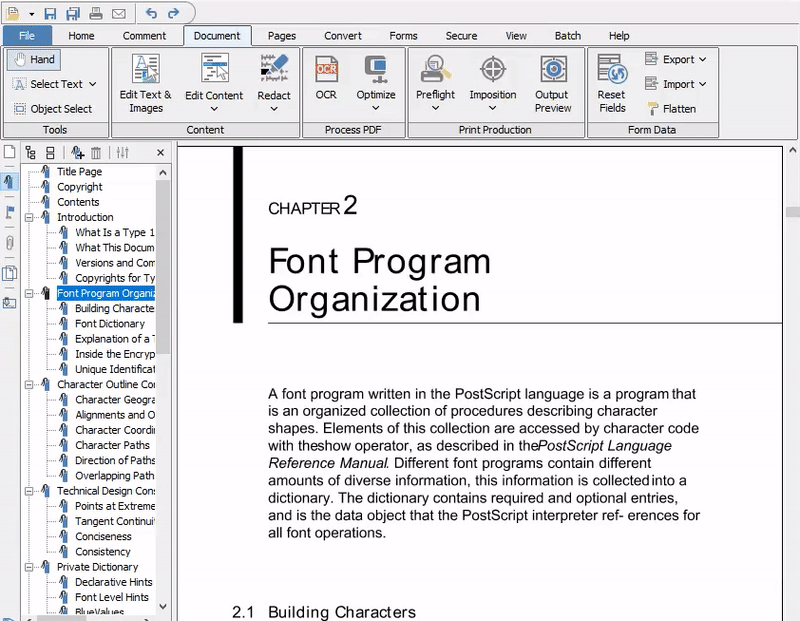 File Home Comment Document Pages Convert Forms Secure View Batch Help
Hand
Select Text
Object Select
Tools
Edit Text & Images
Edit Content
Redact
Content
OCR
OCR
Optimize
Process PDF
Preflight
Imposition
Output Preview
Print Production
Reset Fields
Export
Import
Flatten
Form Data
Title Page
Copyright
Contents
Introduction
What Is a Type 1
What This Docum
Versions and Com
Copyrights for Ty
Font Program Organiz
Building Characte
Font Dictionary
Explanation of a T
Inside the Encryp
Unique Identificat
Character Outline Con
Character Geogra
Alignments and O
Character Coordin
Character Paths
Direction of Paths
Overlapping Path
Technical Design Cons
Points at Extreme
Tangent Continuit
Conciseness
Consistency
Private Dictionary
Declarative Hints
Font Level Hints
BlueValues
CHAPTER 2
Font Program
Organization
A font program written in the PostScript language is a program that
is an organized collection of procedures describing character
shapes. Elements of this collection are accessed by character code
with theshow operator, as described in thePostScript Language
Reference Manual. Different font programs contain different
amounts of diverse information, this information is collected into a
dictionary. The dictionary contains required and optional entries,
and is the data object that the PostScript interpreter ref- erences for
all font operations.
2.1 Building Characters